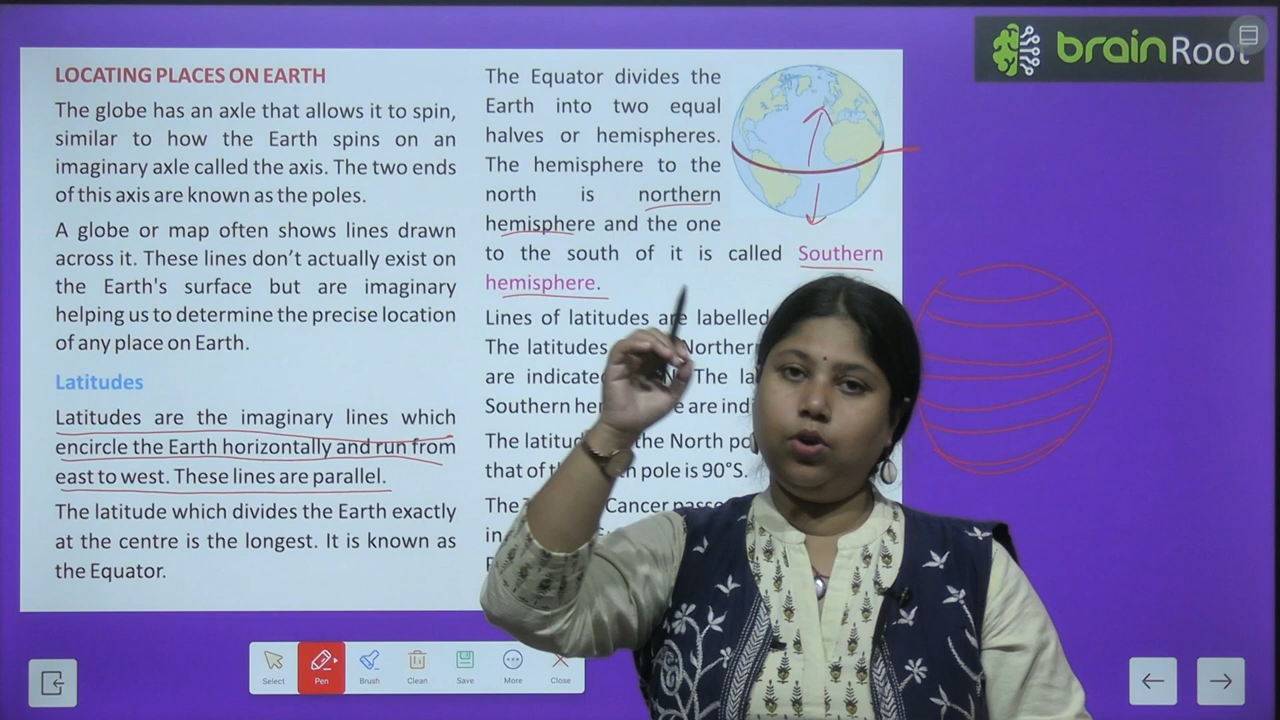 LOCATING PLACES ON EARTH
The globe has an axle that allows it to spin,
similar to how the Earth spins on an
imaginary axle called the axis. The two ends
of this axis are known as the poles.
A globe or map often shows lines drawn
across it. These lines don't actually exist on
the Earth's surface but are imaginary
helping us to determine the precise location
of any place on Earth.
Latitudes
Latitudes are the imaginary lines which
encircle the Earth horizontally and run from
east to west. These lines are parallel.
The latitude which divides the Earth exactly
at the centre is the longest. It is known as
the Equator.
The Equator divides the
Earth into two equal
halves or hemispheres.
The hemisphere to the
north is northern
hemisphere and the one
to the south of it is called Southern
hemisphere.
Lines of latitudes are labelled
The latitudes Northern
are The
Southern are
The the North
that of pole is 90°S.
The Cancer
in
brainRoot
Select Pen Brush Clean Save More Close